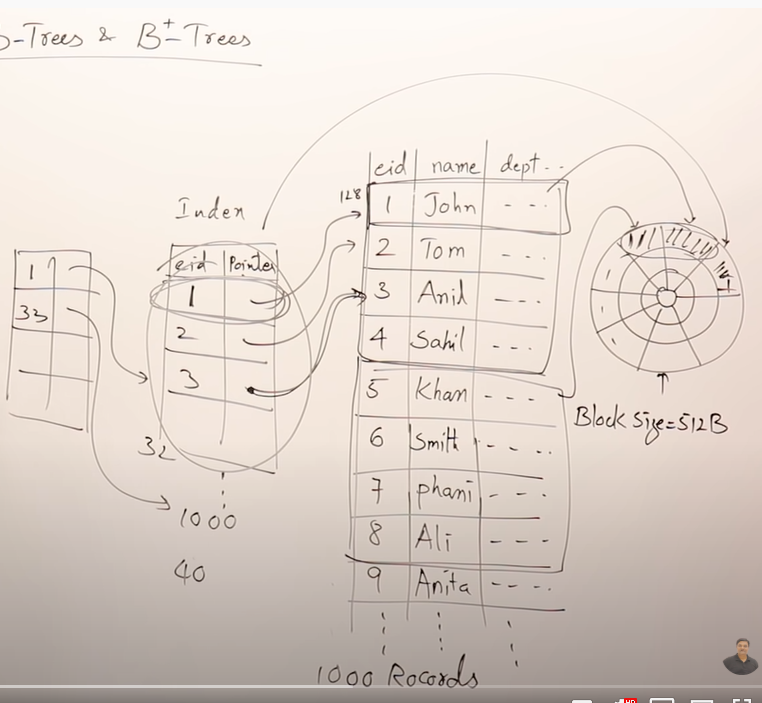 -Trees & B+-Trees
eid | name | dept..
128
1 | John | ---
2 | Tom | ---
3 | Anil | ---
4 | Sahil | ---
5 | Khan | ---
6 | Smith | ---
7 | phani | ---
8 | Ali | ---
9 | Anita | ----
1000 Rocords
Index
eid | Pointer
1
2
3
32
1000
40
1
33
Block Size=512B